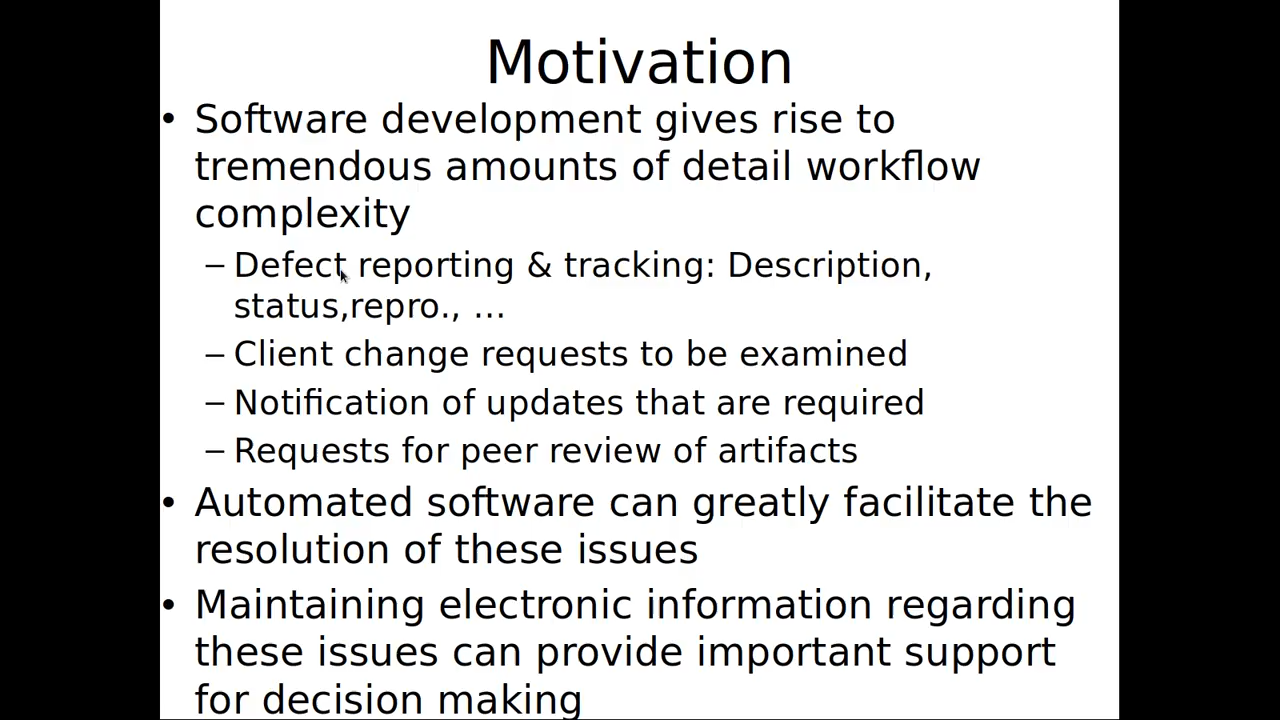 Motivation
• Software development gives rise to
tremendous amounts of detail workflow
complexity
– Defect reporting & tracking: Description,
status,repro., ...
– Client change requests to be examined
– Notification of updates that are required
– Requests for peer review of artifacts
• Automated software can greatly facilitate the
resolution of these issues
• Maintaining electronic information regarding
these issues can provide important support
for decision making